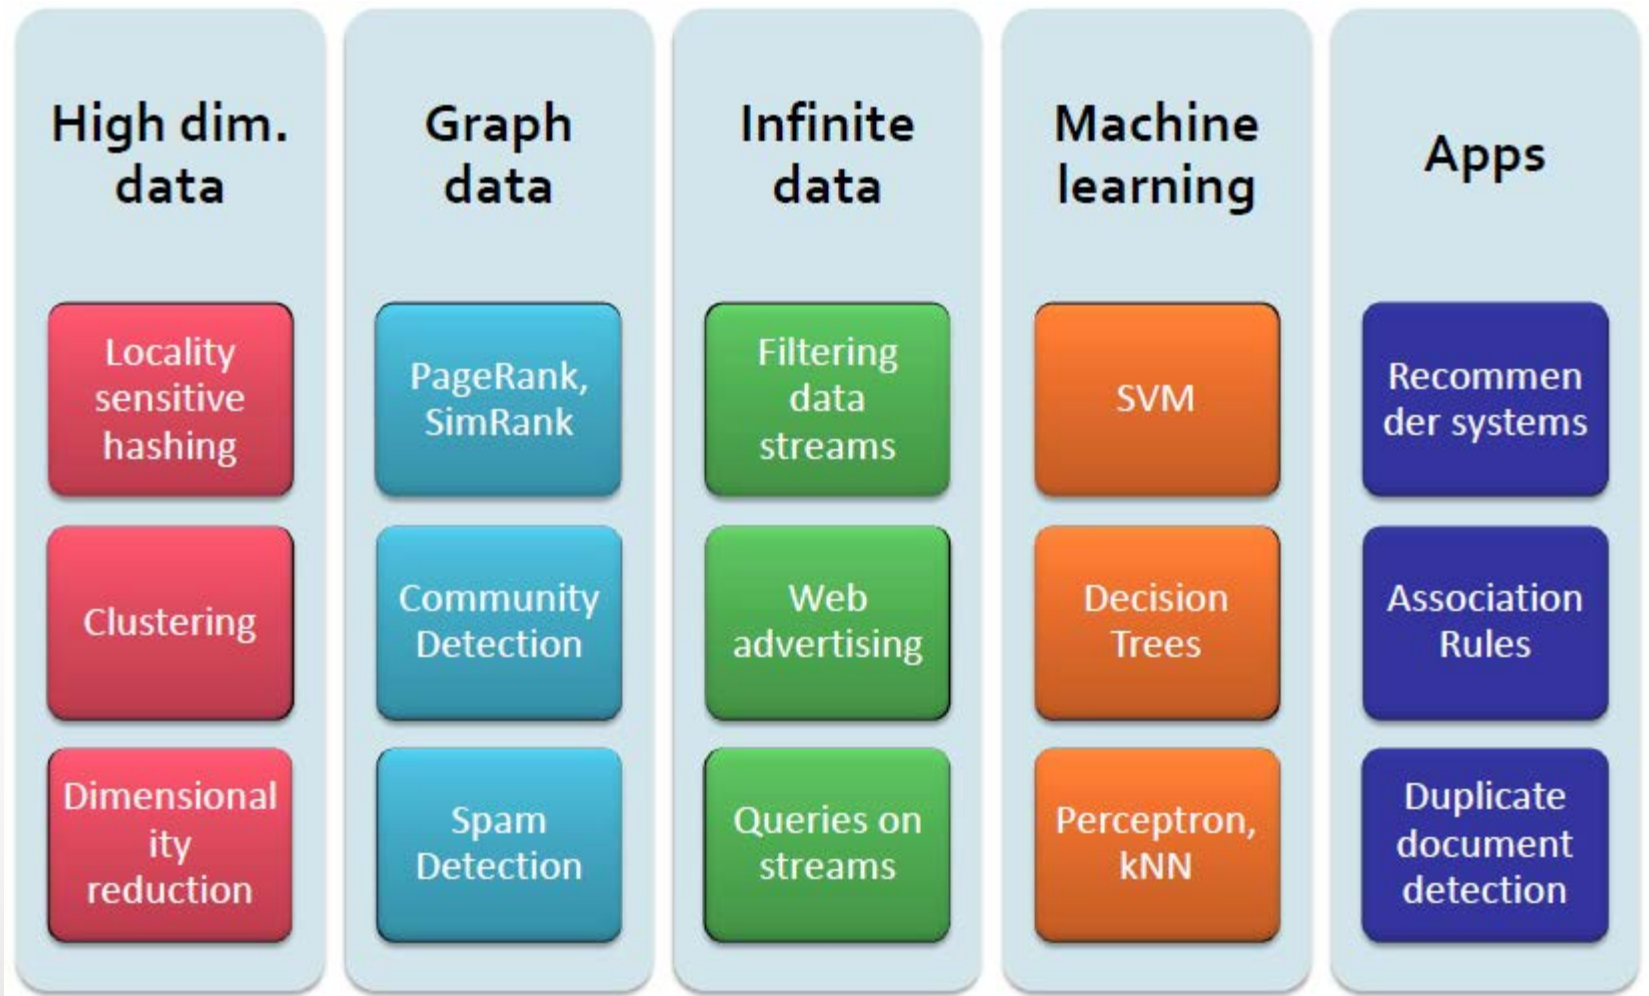 High dim.
data
Locality
sensitive
hashing
Clustering
Dimensional
ity
reduction
Graph
data
PageRank,
SimRank
Community
Detection
Spam
Detection
Infinite
data
Filtering
data
streams
Web
advertising
Queries on
streams
Machine
learning
SVM
Decision
Trees
Perceptron,
kNN
Apps
Recommen
der systems
Association
Rules
Duplicate
document
detection